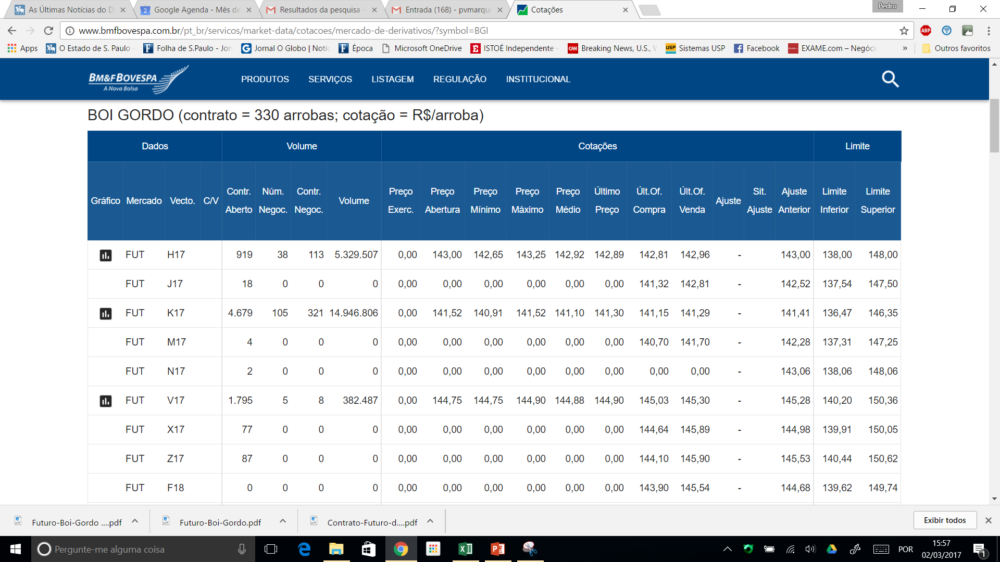 As Últimas Notícias do D
Google Agenda - Mês de
Resultados da pesquisa -
Entrada (168) - pvmarque
Cotações
Pedro
www.bmfbovespa.com.br/pt_br/servicos/market-data/cotacoes/mercado-de-derivativos/?symbol=BGI
ABP
Apps
O Estado de S. Paulo -
Folha de S.Paulo - Jorn
Jornal O Globo | Notíc
Época
Microsoft OneDrive
ISTOÉ Independente -
CNN Breaking News, U.S., W
USP Sistemas USP
Facebook
EXAME.com – Negóci
»
Outros favoritos
BM&FBOVESPA
A Nova Bolsa
PRODUTOS SERVIÇOS LISTAGEM REGULAÇÃO INSTITUCIONAL
BOI GORDO (contrato = 330 arrobas; cotação = R$/arroba)
Dados Volume Cotações Limite
Gráfico Mercado Vecto. C/V Contr. Aberto Núm. Negoc. Contr. Negoc. Volume Preço Exerc. Preço Abertura Preço Mínimo Preço Máximo Preço Médio Último Preço Últ.Of. Compra Últ.Of. Venda Ajuste Sit. Ajuste Ajuste Anterior Limite Inferior Limite Superior
FUT H17 919 38 113 5.329.507 0,00 143,00 142,65 143,25 142,92 142,89 142,81 142,96 - 143,00 138,00 148,00
FUT J17 18 0 0 0 0,00 0,00 0,00 0,00 0,00 0,00 141,32 142,81 - 142,52 137,54 147,50
FUT K17 4.679 105 321 14.946.806 0,00 141,52 140,91 141,52 141,10 141,30 141,15 141,29 - 141,41 136,47 146,35
FUT M17 4 0 0 0 0,00 0,00 0,00 0,00 0,00 0,00 140,70 141,70 - 142,28 137,31 147,25
FUT N17 2 0 0 0 0,00 0,00 0,00 0,00 0,00 0,00 0,00 0,00 - 143,06 138,06 148,06
FUT V17 1.795 5 8 382.487 0,00 144,75 144,75 144,90 144,88 144,90 145,03 145,30 - 145,28 140,20 150,36
FUT X17 77 0 0 0 0,00 0,00 0,00 0,00 0,00 0,00 144,64 145,89 - 144,98 139,91 150,05
FUT Z17 87 0 0 0 0,00 0,00 0,00 0,00 0,00 0,00 144,10 145,90 - 145,53 140,44 150,62
FUT F18 0 0 0 0 0,00 0,00 0,00 0,00 0,00 0,00 143,90 145,54 - 144,68 139,62 149,74
Futuro-Boi-Gordo ....pdf
Futuro-Boi-Gordo.pdf
Contrato-Futuro-d....pdf
Exibir todos
Pergunte-me alguma coisa
POR
15:57
02/03/2017
1